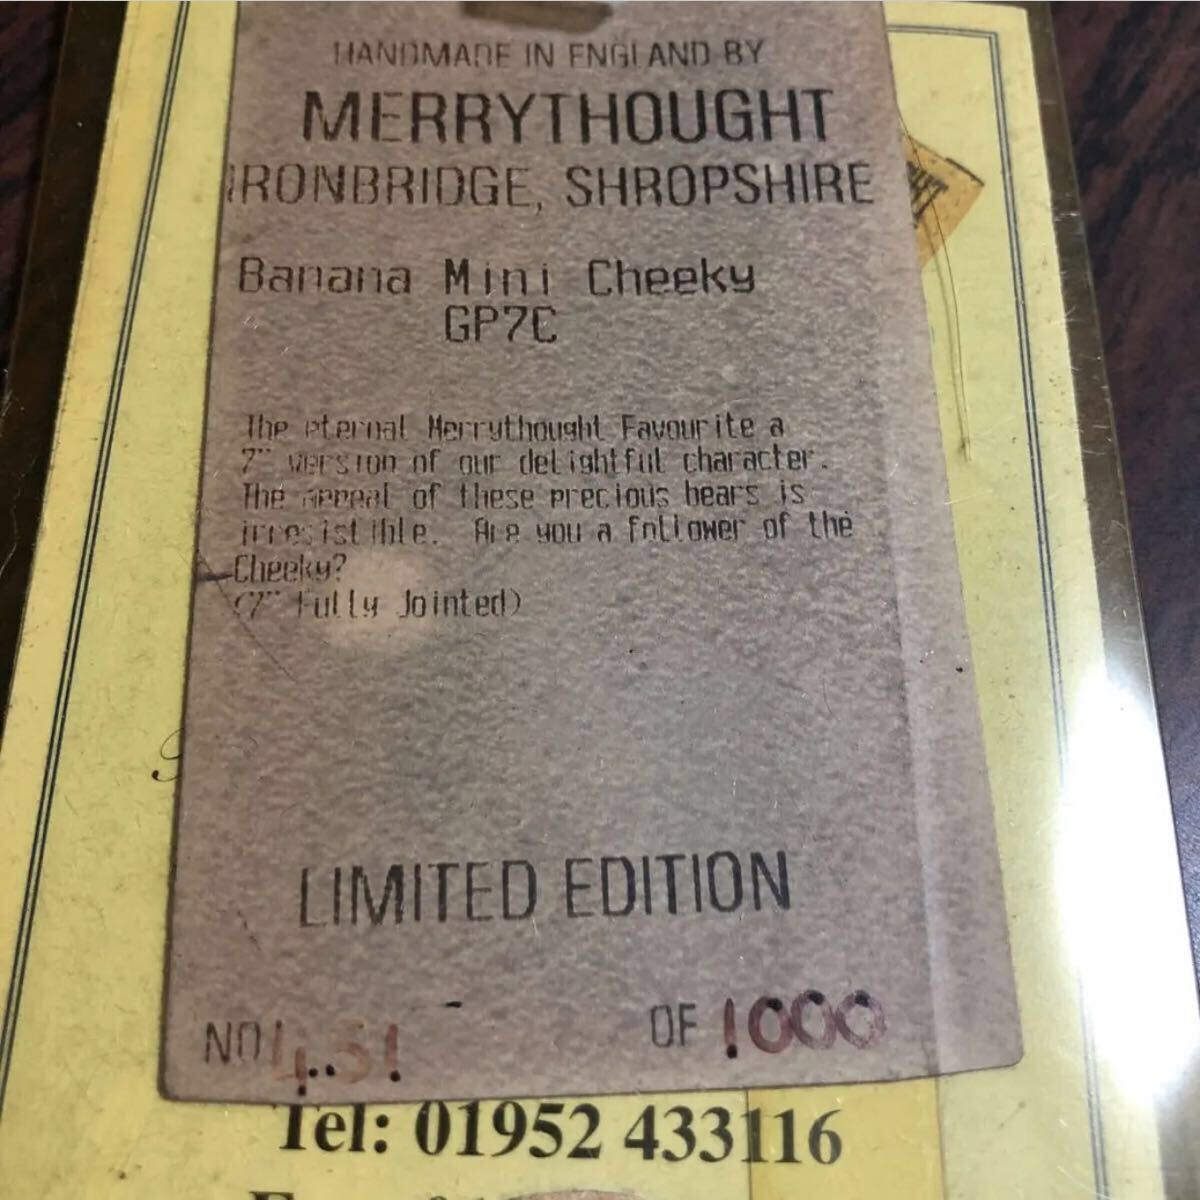 HANDMADE IN ENGLAND BY
MERRYTHOUGHT
IRONBRIDGE, SHROPSHIRE
Banana Mini Cheeky
GP7C
The eternal Merrythought Favourite a
7" version of our delightful character.
The appeal of these precious bears is
irresistible. Are you a follower of the
Cheeky?
(7" Fully Jointed)
LIMITED EDITION
NO 451 OF 1000
Tel: 01952 433116